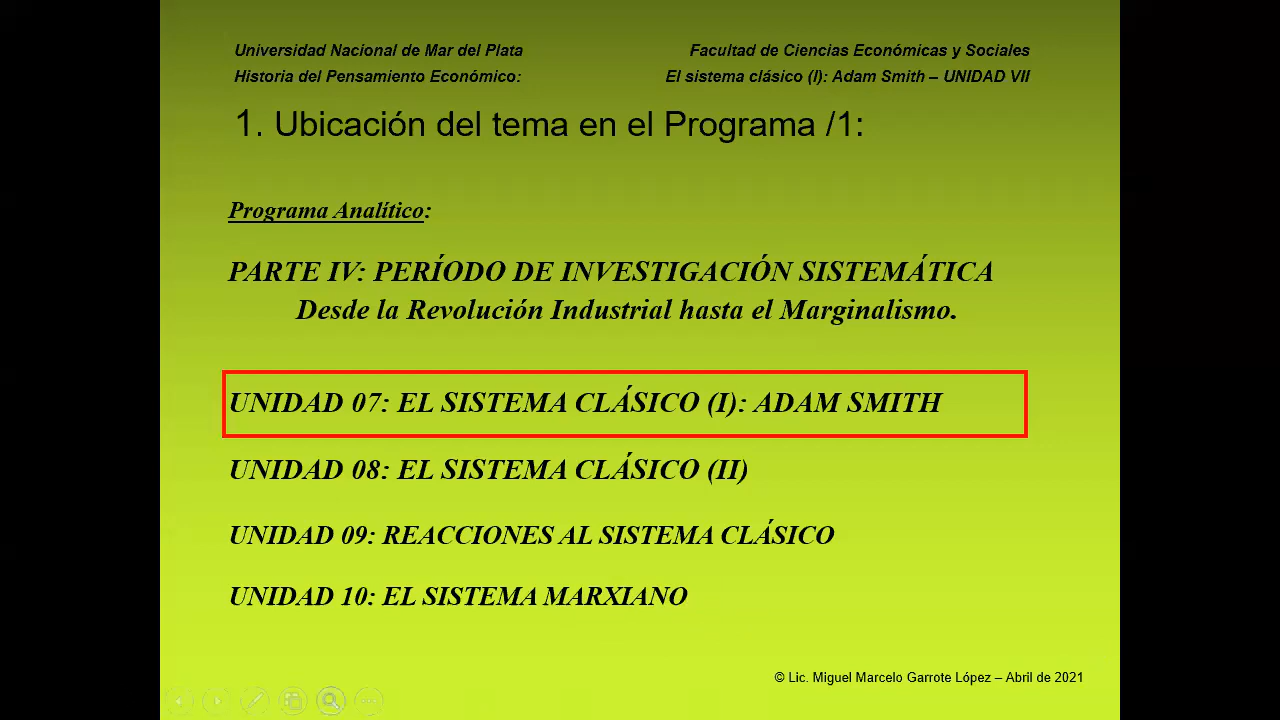 Universidad Nacional de Mar del Plata Facultad de Ciencias Económicas y Sociales
Historia del Pensamiento Económico: El sistema clásico (I): Adam Smith – UNIDAD VII
1. Ubicación del tema en el Programa /1:
Programa Analítico:
PARTE IV: PERÍODO DE INVESTIGACIÓN SISTEMÁTICA
Desde la Revolución Industrial hasta el Marginalismo.
UNIDAD 07: EL SISTEMA CLÁSICO (I): ADAM SMITH
UNIDAD 08: EL SISTEMA CLÁSICO (II)
UNIDAD 09: REACCIONES AL SISTEMA CLÁSICO
UNIDAD 10: EL SISTEMA MARXIANO
© Lic. Miguel Marcelo Garrote López – Abril de 2021